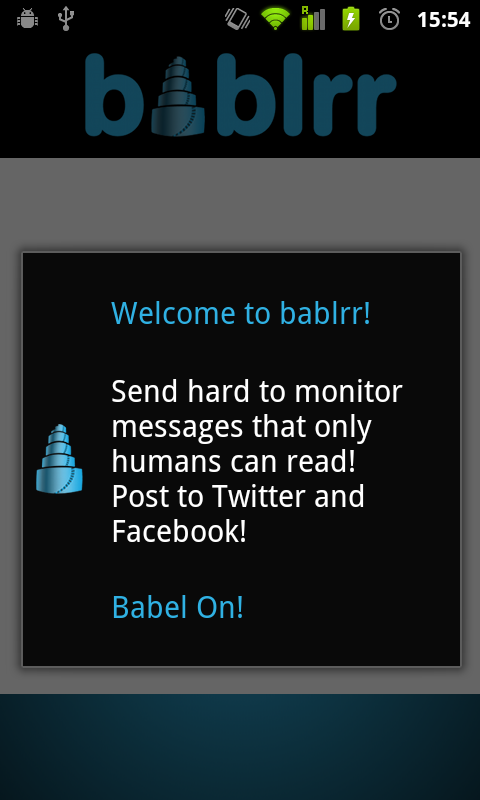 R
15:54
bablrr
Welcome to bablrr!
Send hard to monitor
messages that only
humans can read!
Post to Twitter and
Facebook!
Babel On!